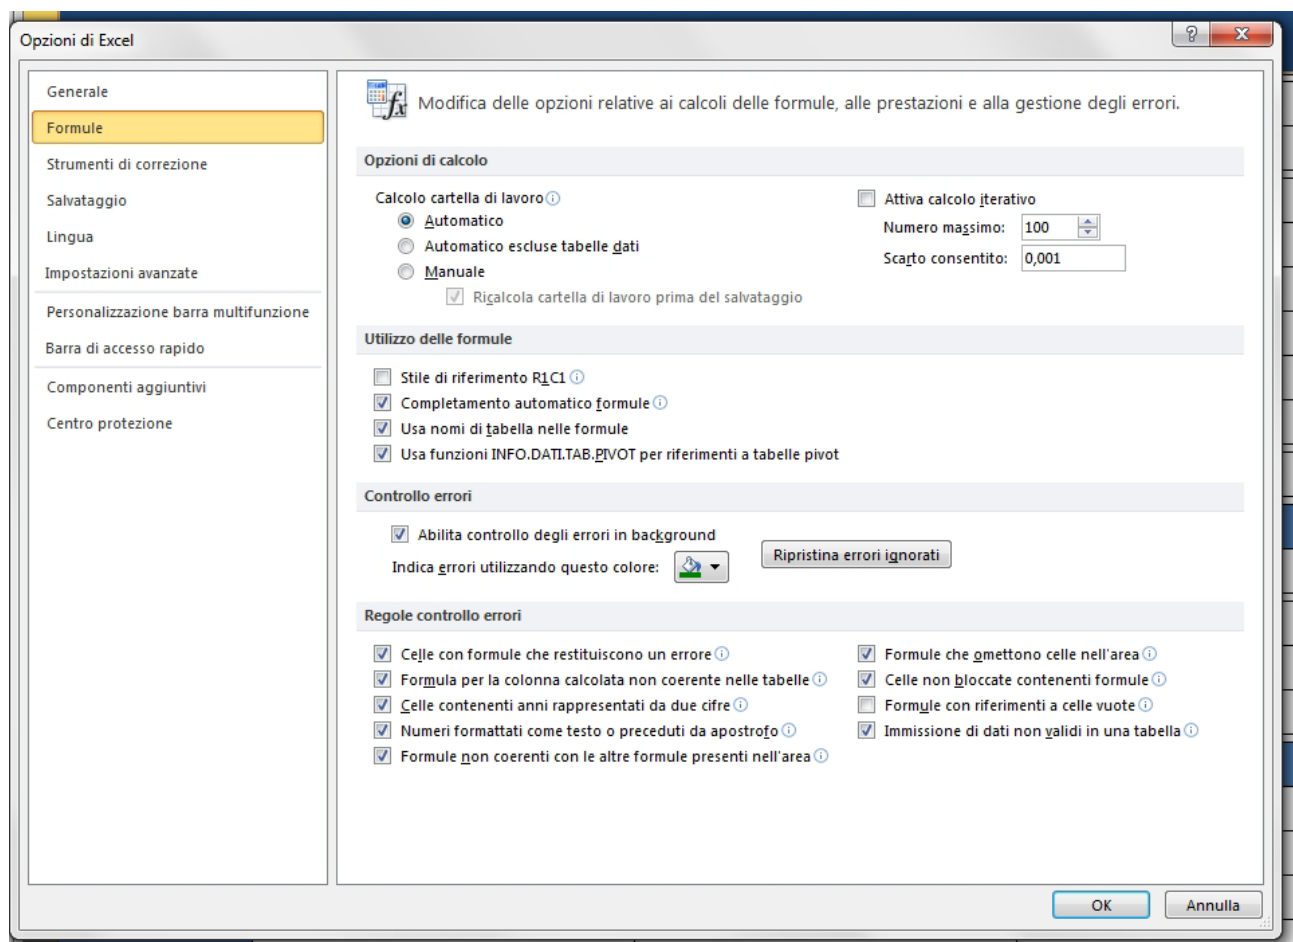 Opzioni di Excel
Generale
Formule
Strumenti di correzione
Salvataggio
Lingua
Impostazioni avanzate
Personalizzazione barra multifunzione
Barra di accesso rapido
Componenti aggiuntivi
Centro protezione
Modifica delle opzioni relative ai calcoli delle formule, alle prestazioni e alla gestione degli errori.
Opzioni di calcolo
Calcolo cartella di lavoro
Automatico
Automatico escluse tabelle dati
Manuale
Ricalcola cartella di lavoro prima del salvataggio
Attiva calcolo iterativo
Numero massimo: 100
Scarto consentito: 0,001
Utilizzo delle formule
Stile di riferimento R1C1
Completamento automatico formule
Usa nomi di tabella nelle formule
Usa funzioni INFO.DATI.TAB.PIVOT per riferimenti a tabelle pivot
Controllo errori
Abilita controllo degli errori in background
Indica errori utilizzando questo colore:
Ripristina errori ignorati
Regole controllo errori
Celle con formule che restituiscono un errore
Formula per la colonna calcolata non coerente nelle tabelle
Celle contenenti anni rappresentati da due cifre
Numeri formattati come testo o preceduti da apostrofo
Formule non coerenti con le altre formule presenti nell'area
Formule che omettono celle nell'area
Celle non bloccate contenenti formule
Formule con riferimenti a celle vuote
Immissione di dati non validi in una tabella
OK
Annulla